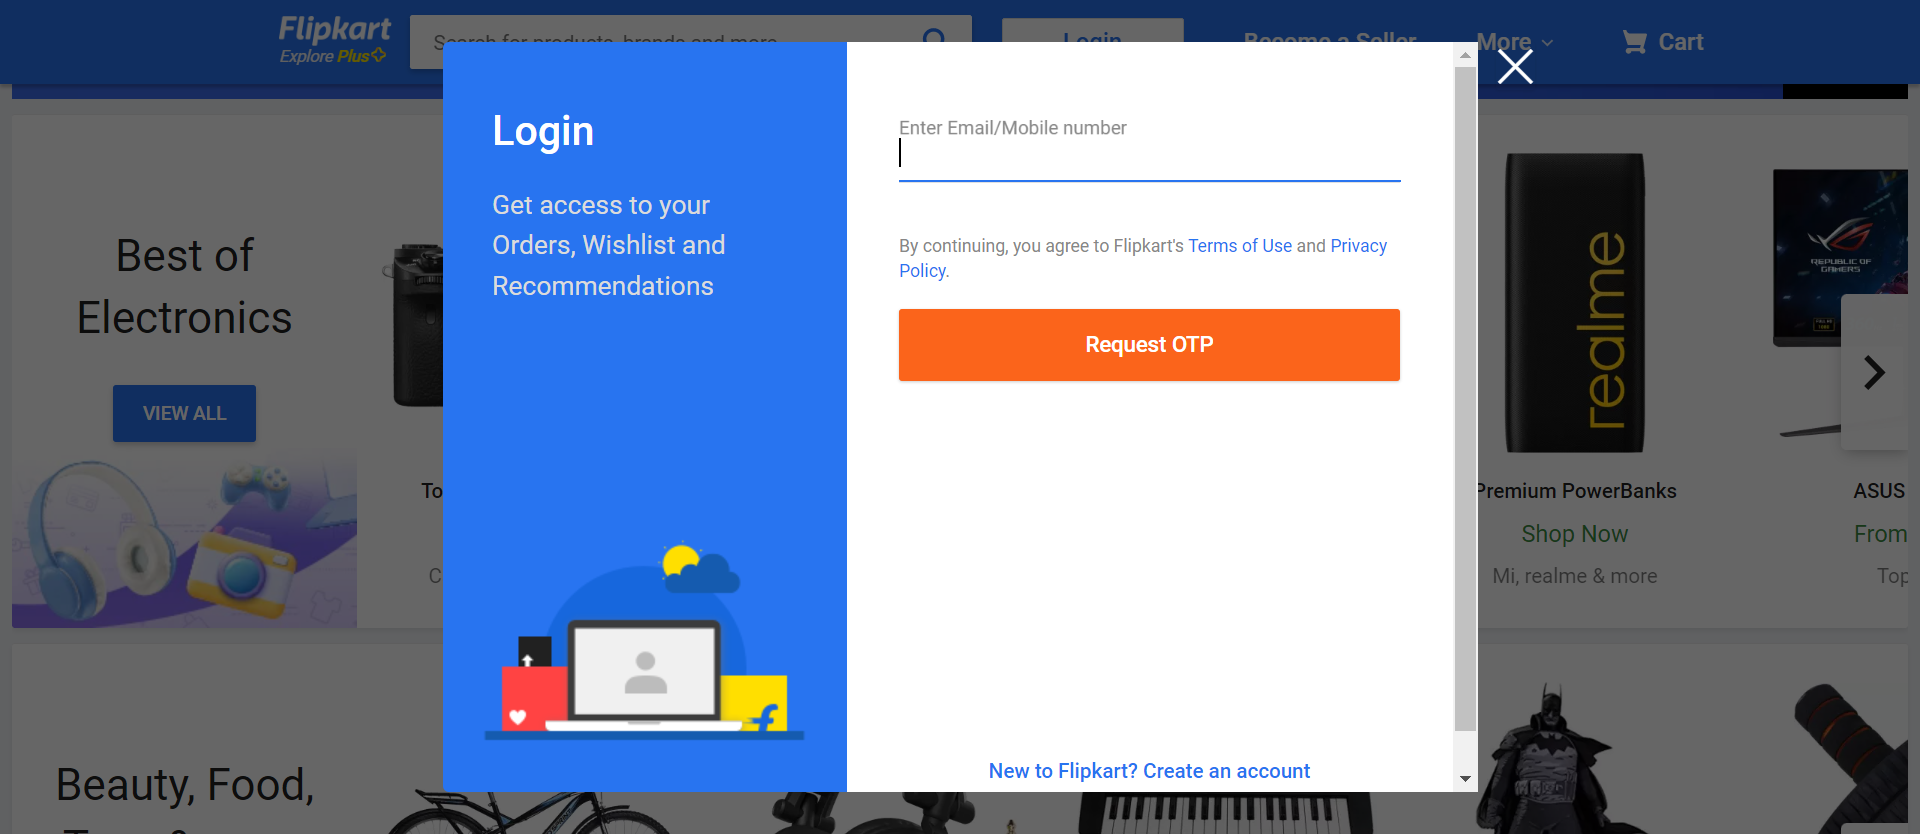 Flipkart
Explore Plus
Search for products, brands and more
Login
Become a Seller
More
Cart
Login
Get access to your
Orders, Wishlist and
Recommendations
Enter Email/Mobile number
By continuing, you agree to Flipkart's Terms of Use and Privacy
Policy.
Request OTP
New to Flipkart? Create an account
Best of
Electronics
VIEW ALL
To
C
realme
Premium PowerBanks
Shop Now
Mi, realme & more
REPUBLIC OF
GAMERS
ASUS
From
Top
Beauty, Food,